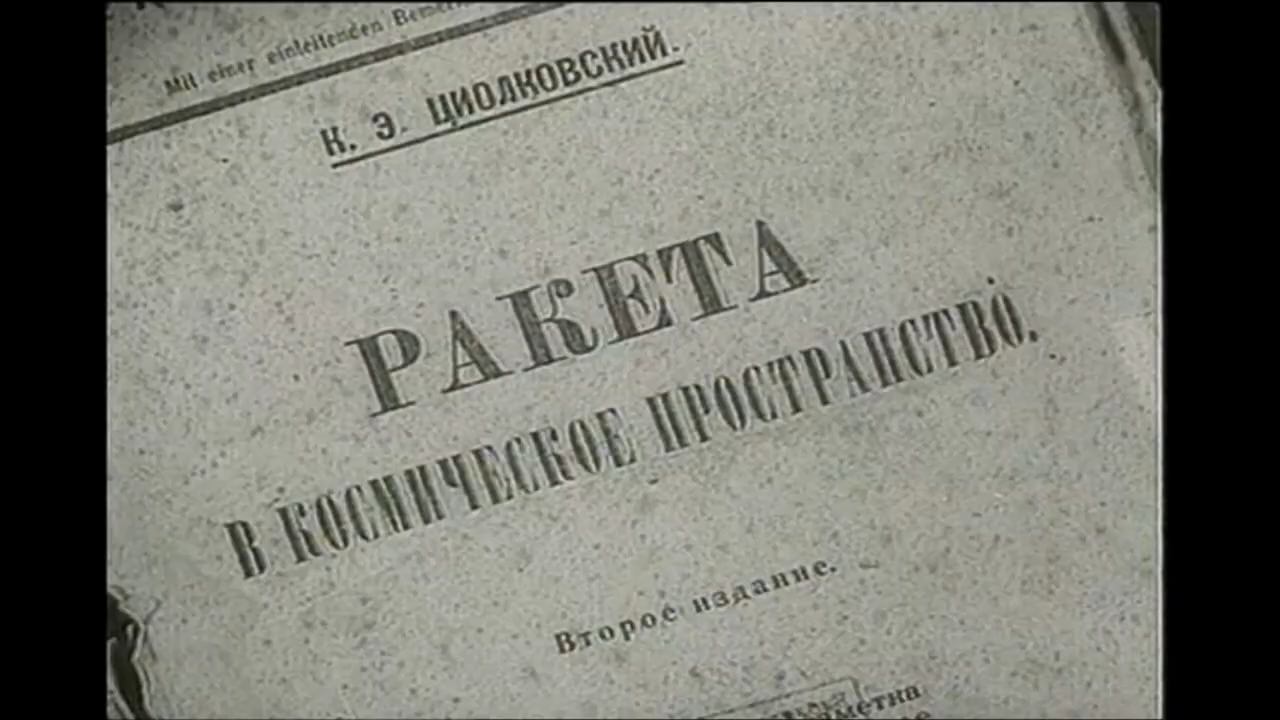 Mit einer einleitenden
К. Э. ЦИОЛКОВСКИЙ.
РАКЕТА
В КОСМИЧЕСКОЕ ПРОСТРАНСТВО.
Второе издание.